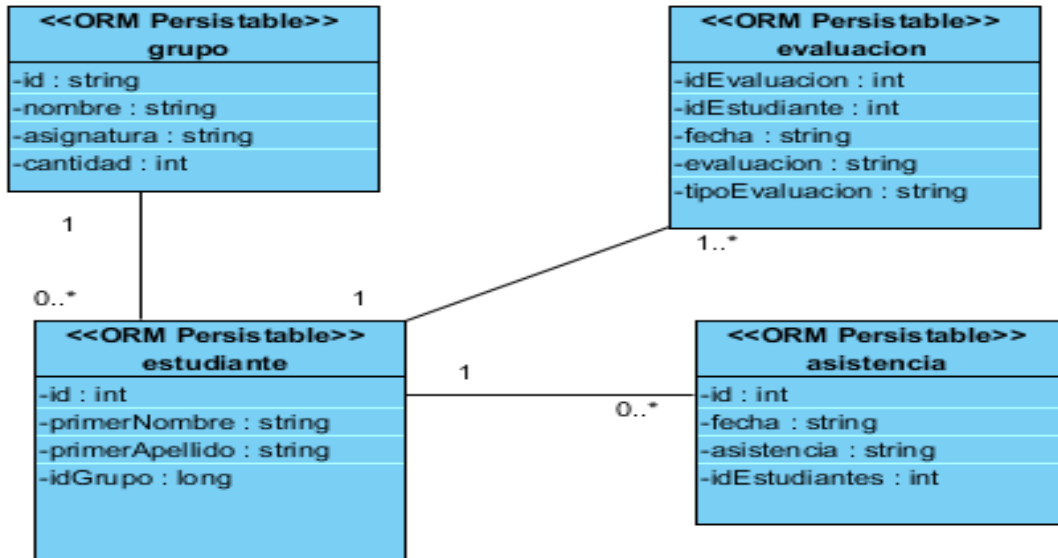 <<ORM Persistable>>
grupo
-id : string
-nombre : string
-asignatura : string
-cantidad : int
<<ORM Persistable>>
evaluacion
-idEvaluacion : int
-idEstudiante : int
-fecha : string
-evaluacion : string
-tipoEvaluacion : string
1
0..*
1
1..*
<<ORM Persistable>>
estudiante
-id : int
-primerNombre : string
-primerApellido : string
-idGrupo : long
1
0..*
<<ORM Persistable>>
asistencia
-id : int
-fecha : string
-asistencia : string
-idEstudiantes : int